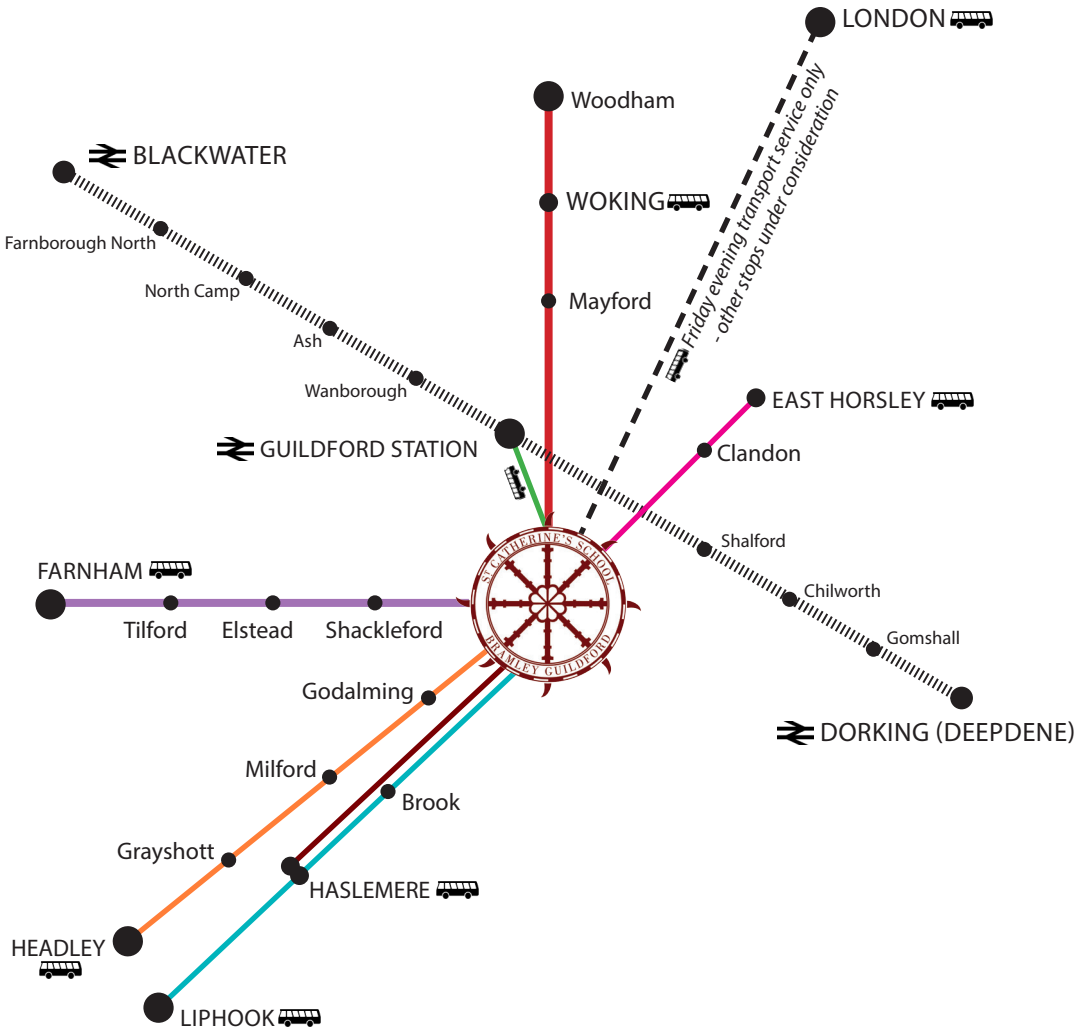 LONDON
Friday evening transport service only
- other stops under consideration
Woodham
BLACKWATER
WOKING
Farnborough North
North Camp
Mayford
Ash
Wanborough
EAST HORSLEY
GUILDFORD STATION
Clandon
ST CATHERINE'S SCHOOL
BRAMLEY GUILDFORD
Shalford
FARNHAM
Chilworth
Tilford
Elstead
Shackleford
Gomshall
Godalming
DORKING (DEEPDENE)
Milford
Brook
Grayshott
HASLEMERE
HEADLEY
LIPHOOK